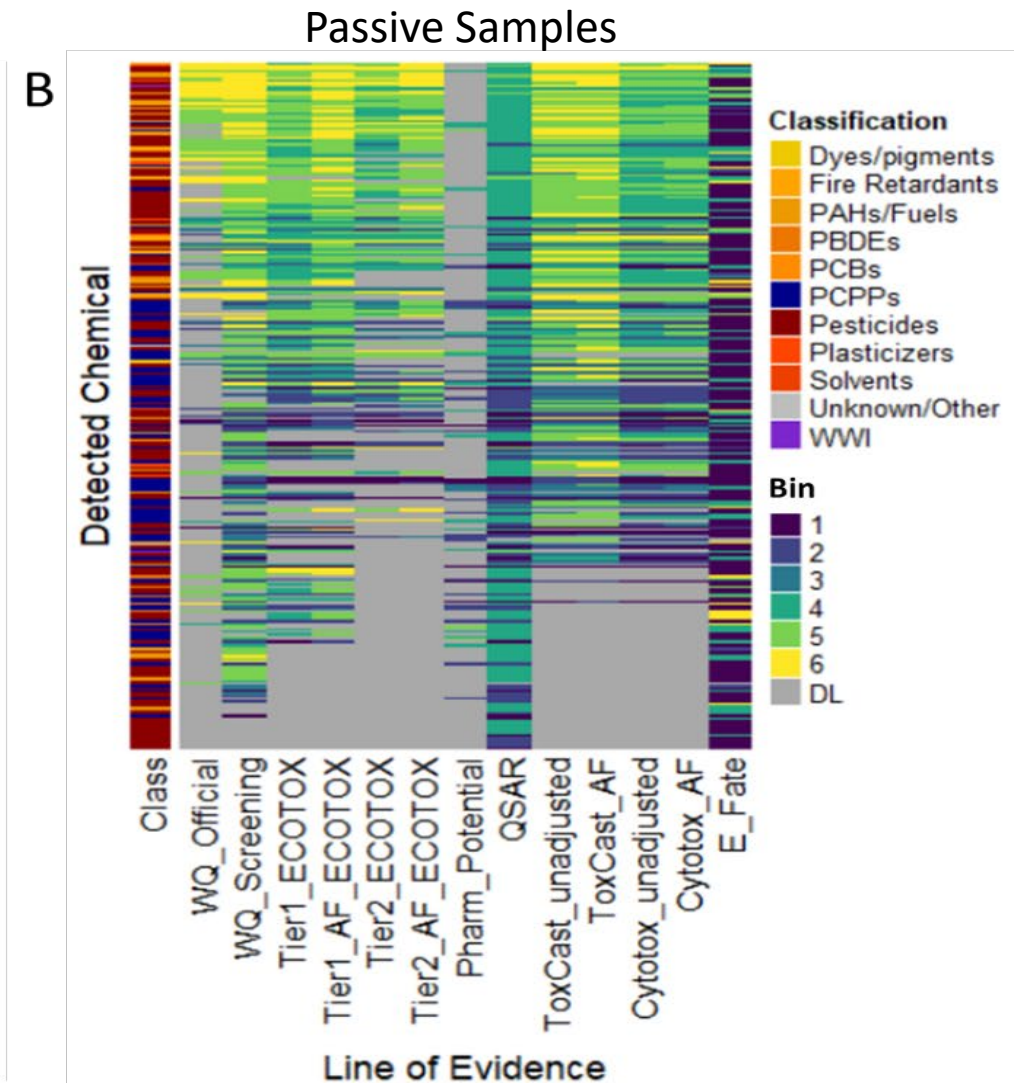 Passive Samples
B
Detected Chemical
Classification
Dyes/pigments
Fire Retardants
PAHs/Fuels
PBDEs
PCBs
PCPPs
Pesticides
Plasticizers
Solvents
Unknown/Other
WWI
Bin
1
2
3
4
5
6
DL
Class
WQ_Official
WQ_Screening
Tier1_ECOTOX
Tier1_AF_ECOTOX
Tier2_ECOTOX
Tier2_AF_ECOTOX
Pharm_Potential
QSAR
ToxCast_unadjusted
ToxCast_AF
Cytotox_unadjusted
Cytotox_AF
E_Fate
Line of Evidence